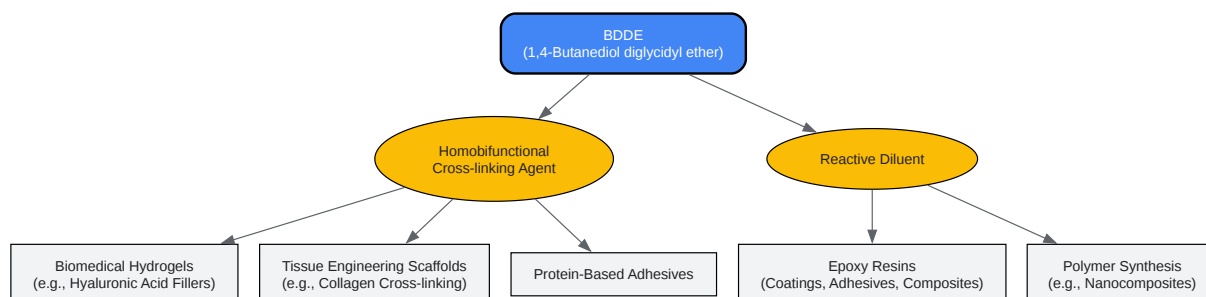 BDDE
(1,4-Butanediol diglycidyl ether)
Homobifunctional
Cross-linking Agent
Reactive Diluent
Biomedical Hydrogels
(e.g., Hyaluronic Acid Fillers)
Tissue Engineering Scaffolds
(e.g., Collagen Cross-linking)
Protein-Based Adhesives
Epoxy Resins
(Coatings, Adhesives, Composites)
Polymer Synthesis
(e.g., Nanocomposites)